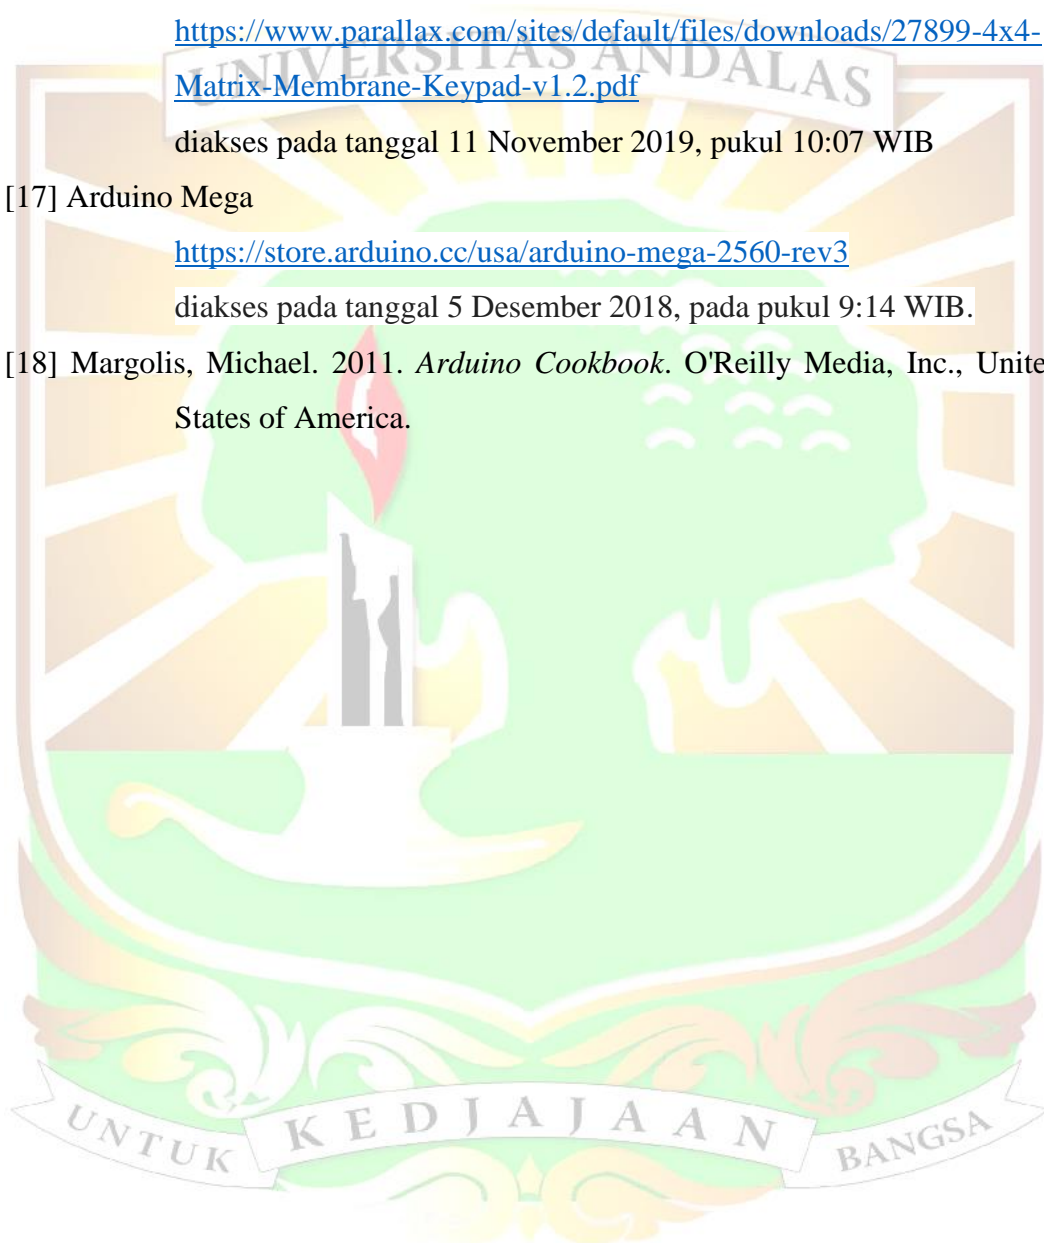 https://www.parallax.com/sites/default/files/downloads/27899-4x4-
UNIVERSITAS ANDALAS
Matrix-Membrane-Keypad-v1.2.pdf
diakses pada tanggal 11 November 2019, pukul 10:07 WIB
[17] Arduino Mega
https://store.arduino.cc/usa/arduino-mega-2560-rev3
diakses pada tanggal 5 Desember 2018, pada pukul 9:14 WIB.
[18] Margolis, Michael. 2011. Arduino Cookbook. O'Reilly Media, Inc., Unite
States of America.
UNTUK KEDJAJAAN BANGSA